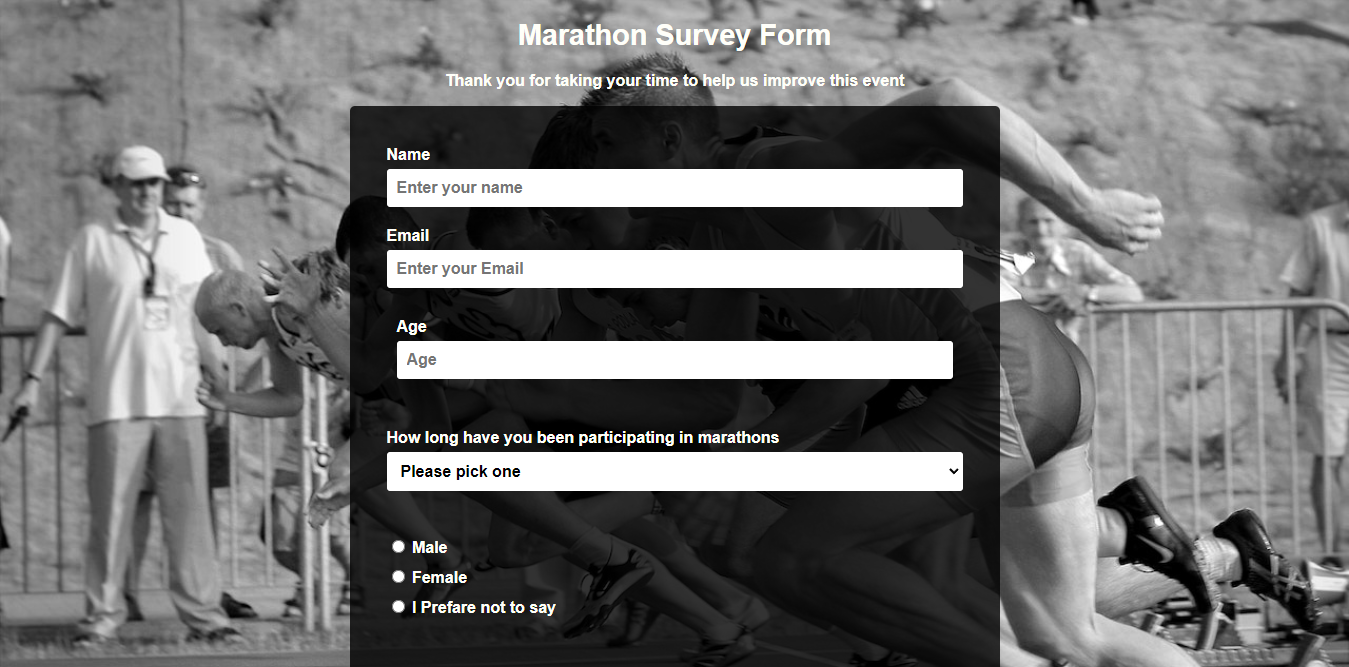 Marathon Survey Form
Thank you for taking your time to help us improve this event
Name
Enter your name
Email
Enter your Email
Age
Age
How long have you been participating in marathons
Please pick one
Male
Female
I Prefare not to say